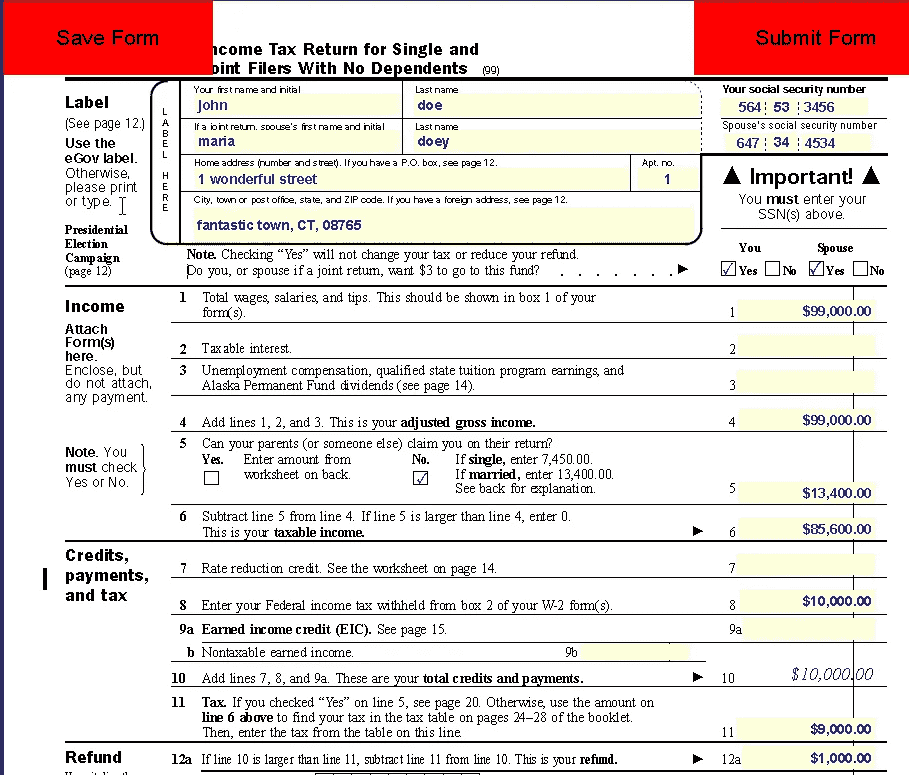 Save Form
Submit Form
ncome Tax Return for Single and
oint Filers With No Dependents (99)
Label
(See page 12.)
Use the
eGov label.
Otherwise,
please print
or type.
LABEL HERE
Your first name and initial
john
Last name
doe
If a joint return. spouse's first name and initial
maria
Last name
doey
Home address (number and street). If you have a P.O. box, see page 12.
1 wonderful street
Apt. no.
1
City, town or post office, state, and ZIP code. If you have a foreign address, see page 12.
fantastic town, CT, 08765
Your social security number
564 53 3456
Spouse's social security number
647 34 4534
▲ Important! ▲
You must enter your
SSN(s) above.
Presidential
Election
Campaign
(page 12)
Note. Checking "Yes" will not change your tax or reduce your refund.
Do you, or spouse if a joint return, want $3 to go to this fund? . . . . . . . ▶
You Spouse
Yes No Yes No
Income
Attach
Form(s)
here.
Enclose, but
do not attach,
any payment.
1 Total wages, salaries, and tips. This should be shown in box 1 of your
form(s). 1 $99,000.00
2 Taxable interest. 2
3 Unemployment compensation, qualified state tuition program earnings, and
Alaska Permanent Fund dividends (see page 14). 3
4 Add lines 1, 2, and 3. This is your adjusted gross income. 4 $99,000.00
Note. You
must check
Yes or No.
5 Can your parents (or someone else) claim you on their return?
Yes. Enter amount from No. If single, enter 7,450.00.
worksheet on back. If married, enter 13,400.00.
See back for explanation. 5 $13,400.00
6 Subtract line 5 from line 4. If line 5 is larger than line 4, enter 0.
This is your taxable income. ▶ 6 $85,600.00
Credits,
payments,
and tax
7 Rate reduction credit. See the worksheet on page 14. 7
8 Enter your Federal income tax withheld from box 2 of your W-2 form(s). 8 $10,000.00
9a Earned income credit (EIC). See page 15. 9a
b Nontaxable earned income. 9b
10 Add lines 7, 8, and 9a. These are your total credits and payments. ▶ 10 $10,000.00
11 Tax. If you checked "Yes" on line 5, see page 20. Otherwise, use the amount on
line 6 above to find your tax in the tax table on pages 24–28 of the booklet.
Then, enter the tax from the table on this line. 11 $9,000.00
Refund
12a If line 10 is larger than line 11, subtract line 11 from line 10. This is your refund. ▶ 12a $1,000.00